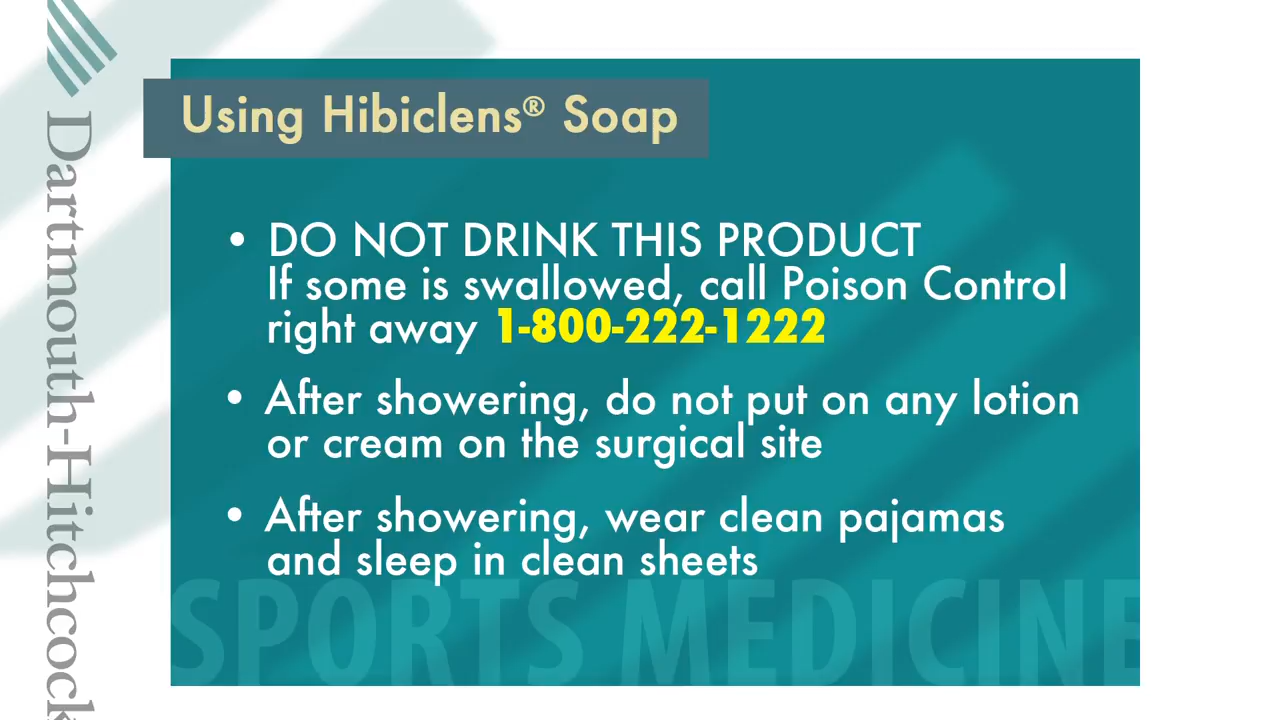 Dartmouth-Hitchcock
Using Hibiclens® Soap
• DO NOT DRINK THIS PRODUCT
If some is swallowed, call Poison Control
right away 1-800-222-1222
• After showering, do not put on any lotion
or cream on the surgical site
• After showering, wear clean pajamas
and sleep in clean sheets
SPORTS MEDICINE